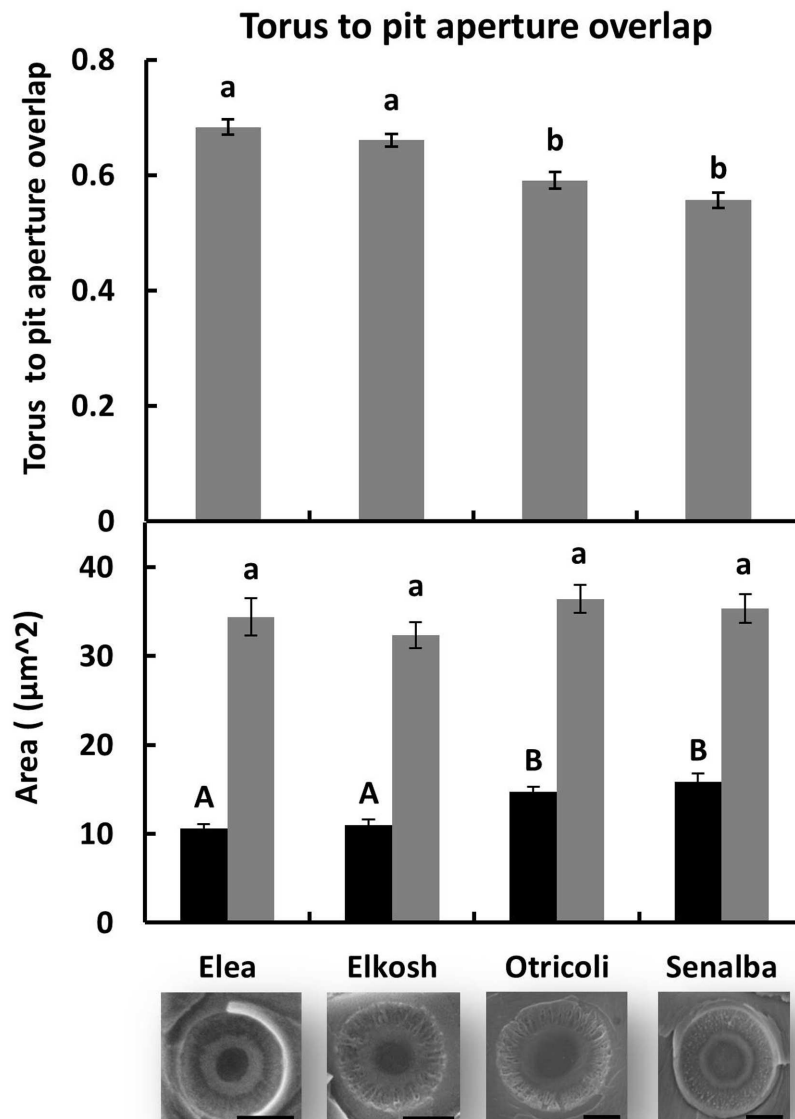 Torus to pit aperture overlap
Torus to pit aperture overlap
0.8
0.6
0.4
0.2
0
a
a
b
b
Area ( (µm^2)
40
30
20
10
0
a
a
a
a
A
A
B
B
Elea
Elkosh
Otricoli
Senalba